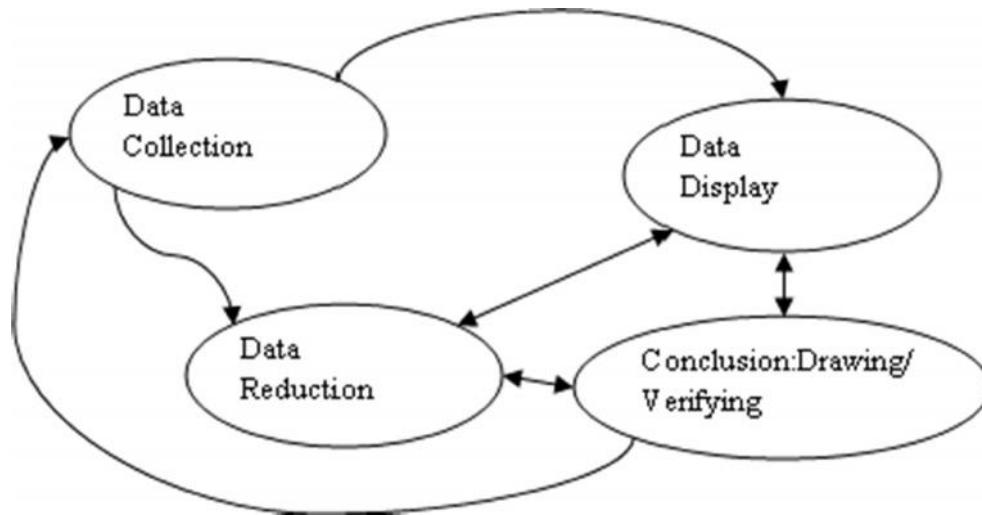 Data
Collection
Data
Display
Data
Reduction
Conclusion:Drawing/
Verifying